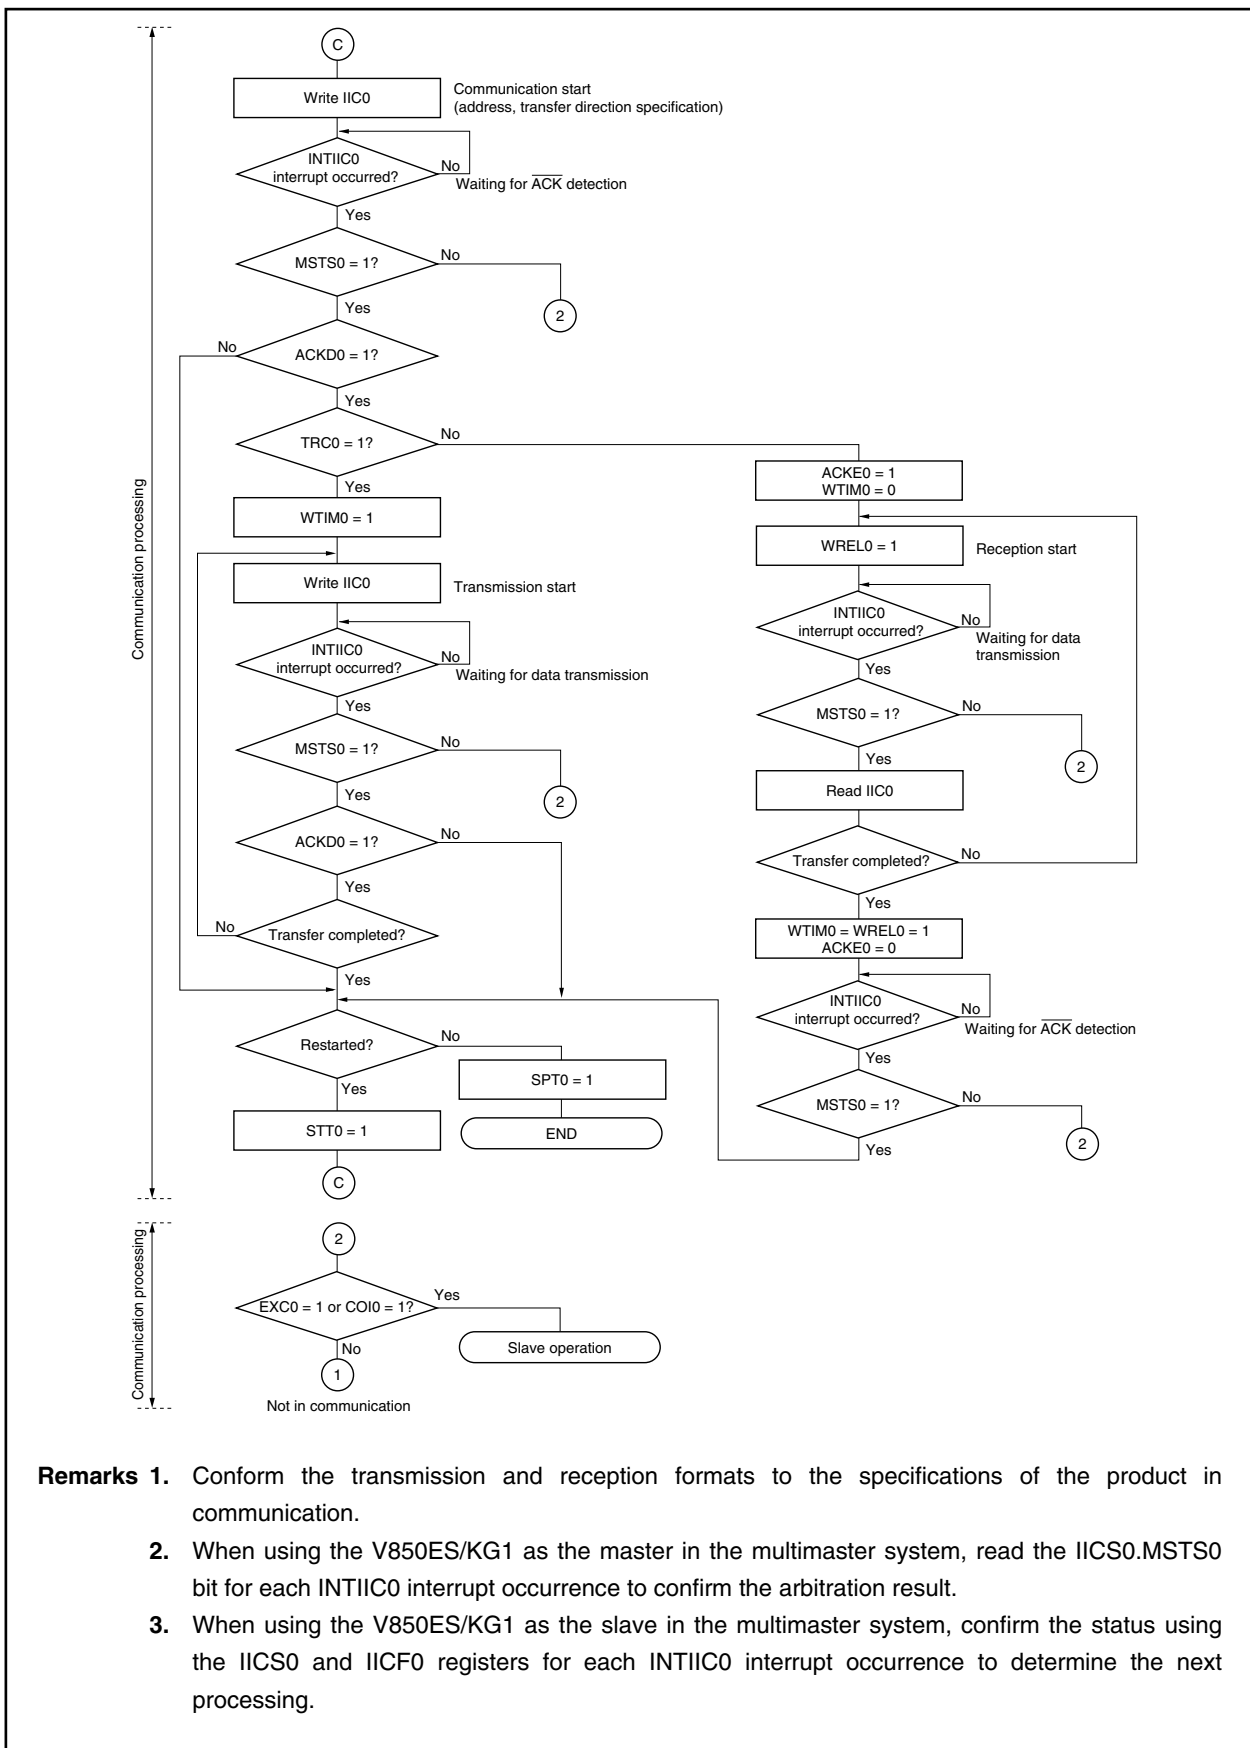 C
Write IIC0
Communication start
(address, transfer direction specification)
INTIIC0
interrupt occurred?
No
Waiting for ACK detection
Yes
MSTS0 = 1?
No
2
Yes
ACKD0 = 1?
No
Yes
TRC0 = 1?
No
Yes
WTIM0 = 1
Write IIC0
Transmission start
INTIIC0
interrupt occurred?
No
Waiting for data transmission
Yes
MSTS0 = 1?
No
2
Yes
ACKD0 = 1?
No
Yes
Transfer completed?
No
Yes
Restarted?
No
SPT0 = 1
END
Yes
STT0 = 1
C
Communication processing
ACKE0 = 1
WTIM0 = 0
WREL0 = 1
Reception start
INTIIC0
interrupt occurred?
No
Waiting for data
transmission
Yes
MSTS0 = 1?
No
2
Yes
Read IIC0
Transfer completed?
No
Yes
WTIM0 = WREL0 = 1
ACKE0 = 0
INTIIC0
interrupt occurred?
No
Waiting for ACK detection
Yes
MSTS0 = 1?
No
2
Yes
Communication processing
2
EXC0 = 1 or COI0 = 1?
Yes
Slave operation
No
1
Not in communication
Remarks 1. Conform the transmission and reception formats to the specifications of the product in
communication.
2. When using the V850ES/KG1 as the master in the multimaster system, read the IICS0.MSTS0
bit for each INTIIC0 interrupt occurrence to confirm the arbitration result.
3. When using the V850ES/KG1 as the slave in the multimaster system, confirm the status using
the IICS0 and IICF0 registers for each INTIIC0 interrupt occurrence to determine the next
processing.